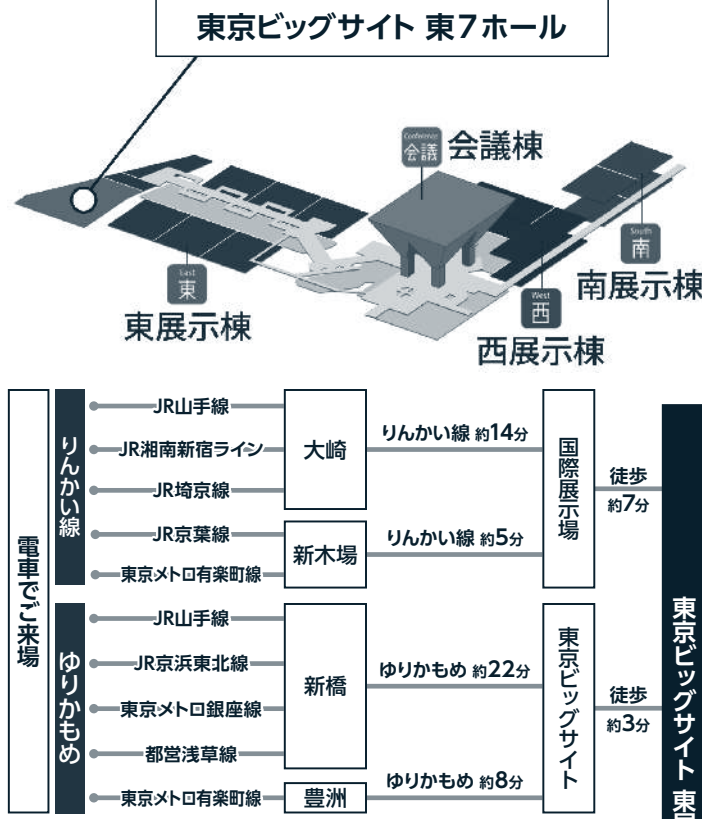 東京ビッグサイト 東7ホール
Conference
会議
会議棟
East
東
東展示棟
South
南
南展示棟
West
西
西展示棟
電車でご来場
りんかい線
JR山手線
JR湘南新宿ライン
JR埼京線
大崎
りんかい線 約14分
JR京葉線
東京メトロ有楽町線
新木場
りんかい線 約5分
国際展示場
徒歩
約7分
ゆりかもめ
JR山手線
JR京浜東北線
東京メトロ銀座線
都営浅草線
新橋
ゆりかもめ 約22分
東京メトロ有楽町線
豊洲
ゆりかもめ 約8分
東京ビッグサイト
徒歩
約3分
東京ビッグサイト 東